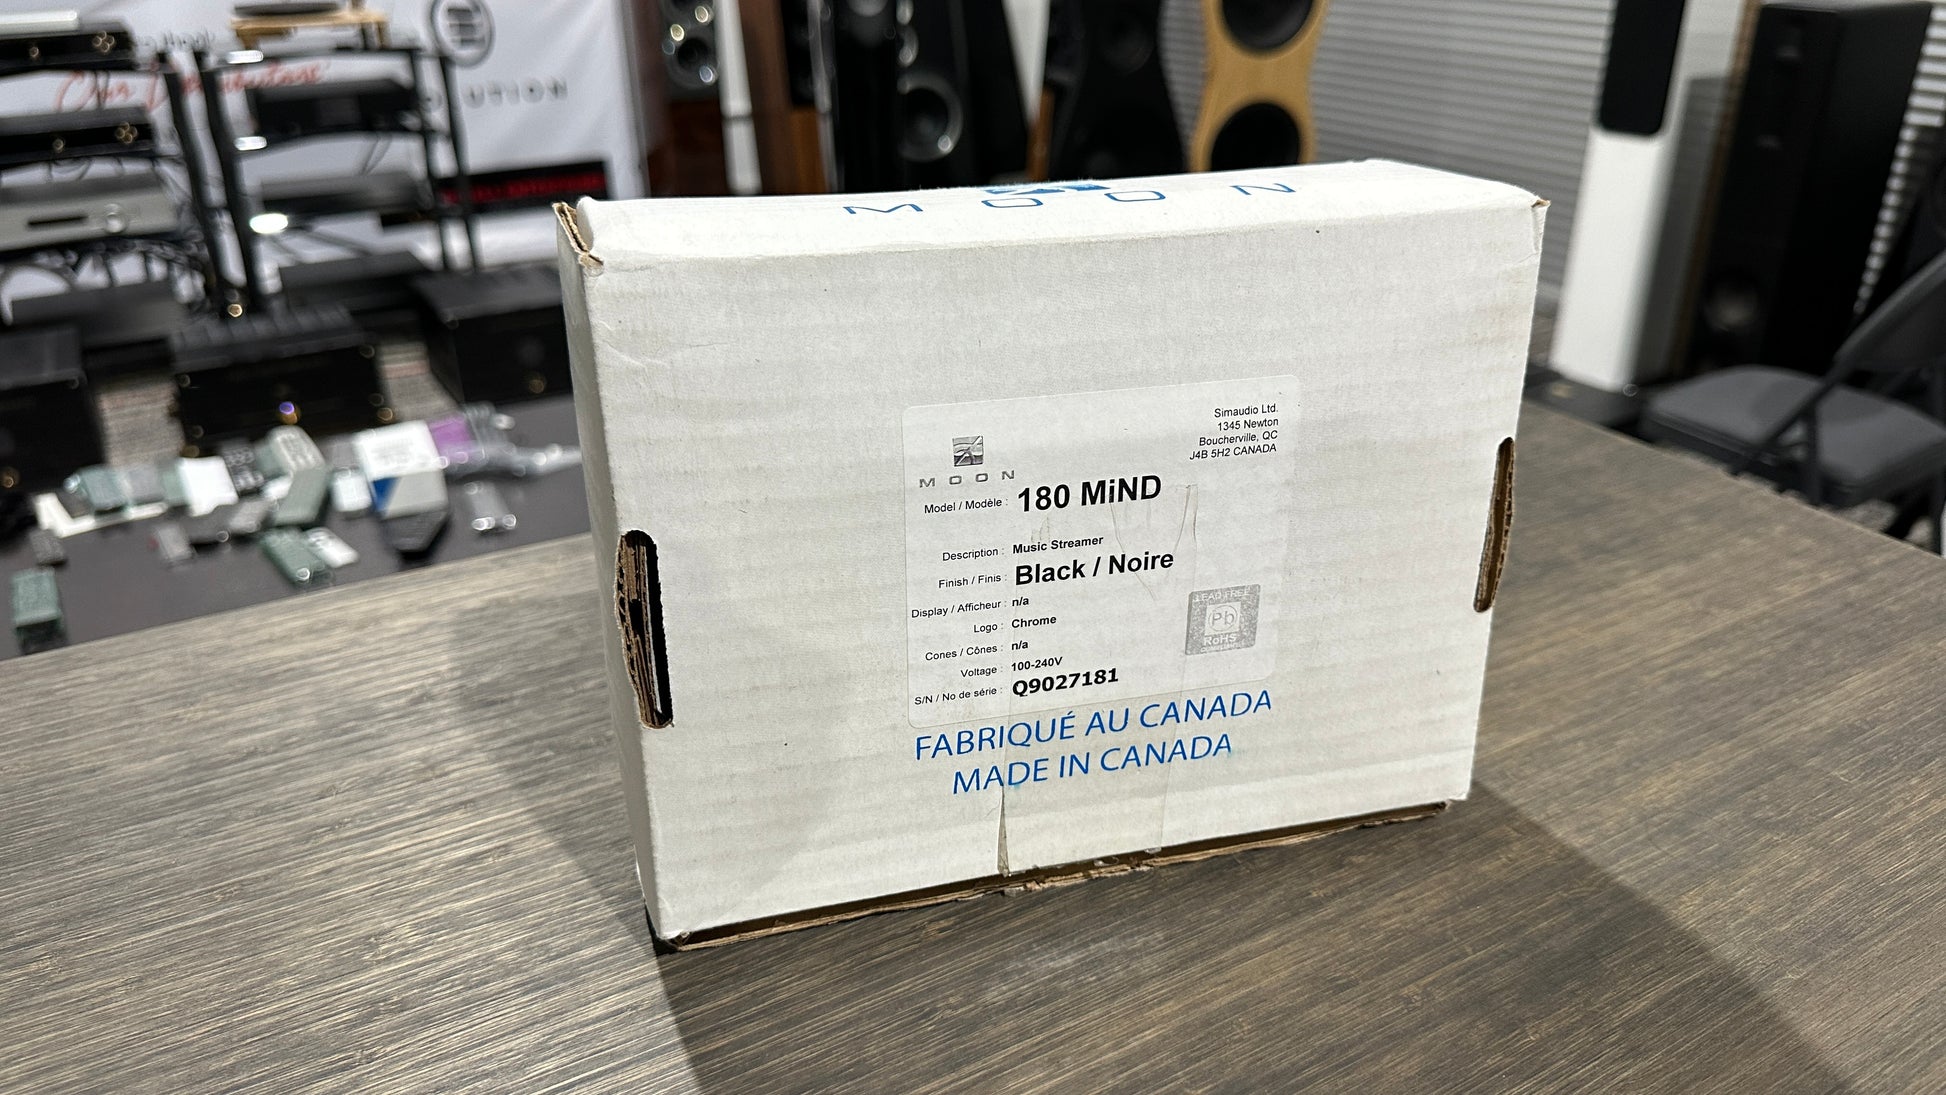 Our
UTION
MOON
Simaudio Ltd.
1345 Newton
Boucherville, QC
J4B 5H2 CANADA
MOON
Model / Modèle : 180 MiND
Description : Music Streamer
Finish / Finis : Black / Noire
Display / Afficheur : n/a
Logo : Chrome
Cones / Cônes : n/a
Voltage : 100-240V
S/N / No de série : Q9027181
LEAD FREE
Pb
RoHS
FABRIQUÉ AU CANADA
MADE IN CANADA